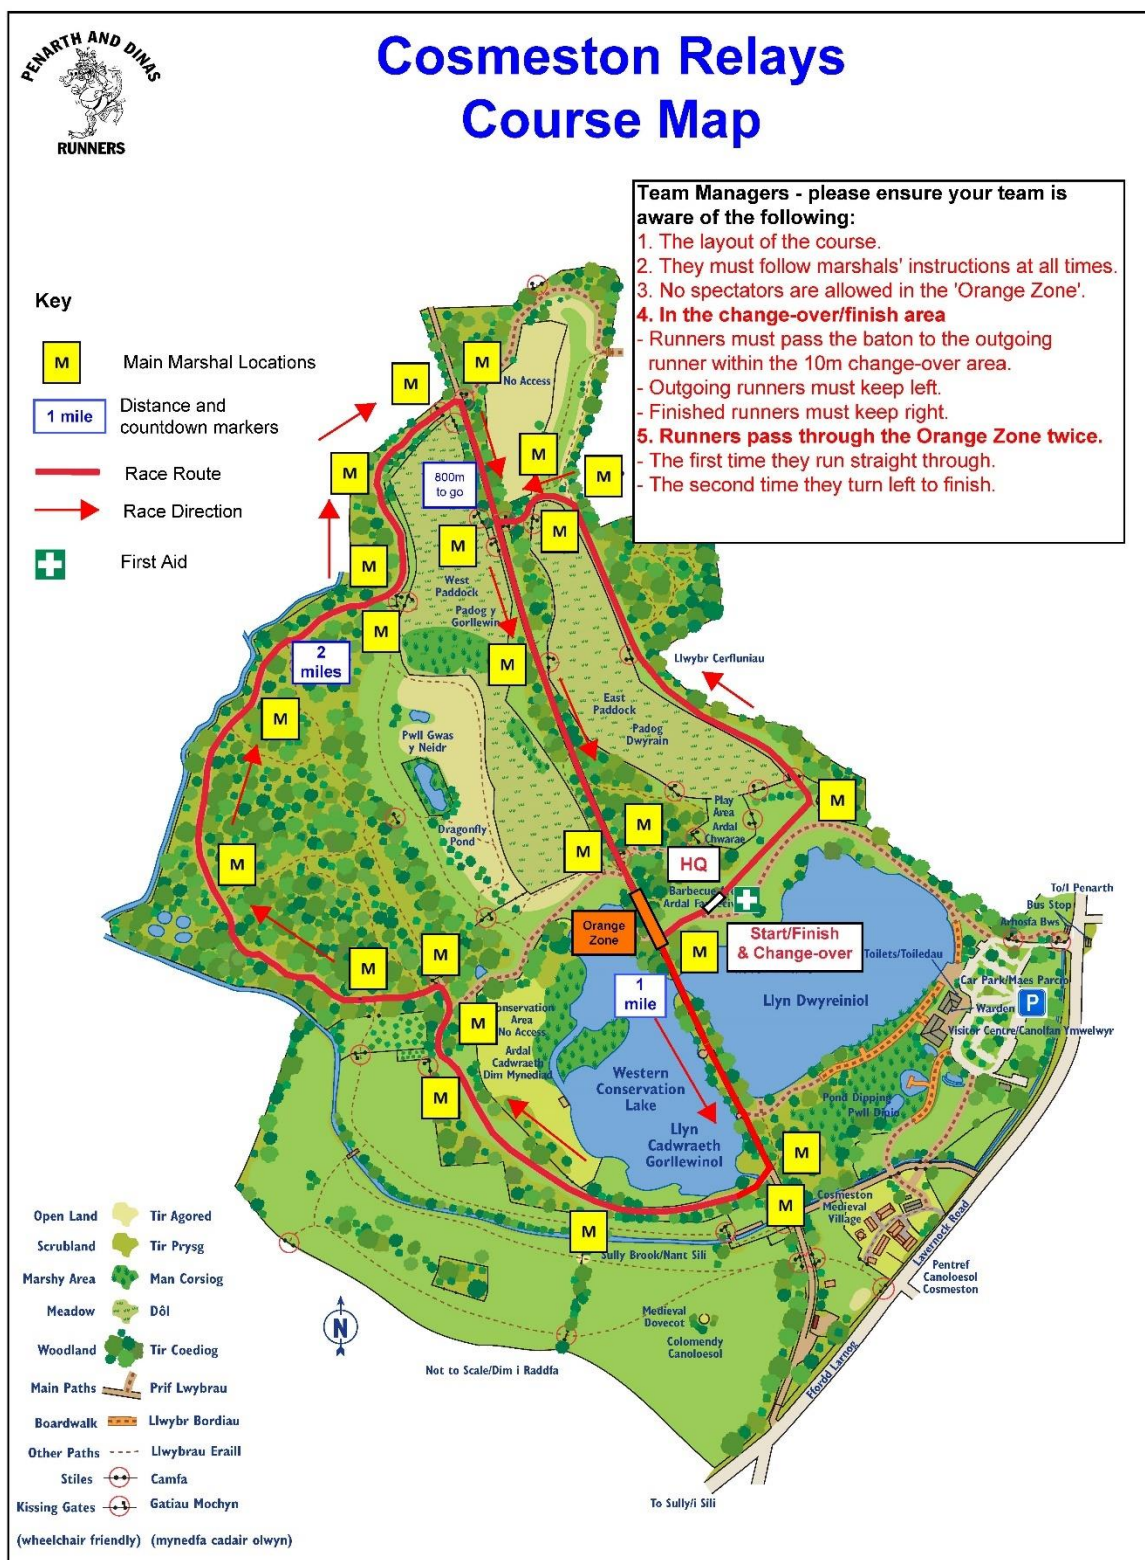 PENARTH AND DINAS
RUNNERS
Cosmeston Relays
Course Map
Team Managers - please ensure your team is
aware of the following:
1. The layout of the course.
2. They must follow marshals' instructions at all times.
3. No spectators are allowed in the 'Orange Zone'.
4. In the change-over/finish area
- Runners must pass the baton to the outgoing
runner within the 10m change-over area.
- Outgoing runners must keep left.
- Finished runners must keep right.
5. Runners pass through the Orange Zone twice.
- The first time they run straight through.
- The second time they turn left to finish.
Key
M
Main Marshal Locations
1 mile
Distance and
countdown markers
Race Route
Race Direction
First Aid
No Access
M
M
M
M
M
800m
to go
M
M
M
M
M
M
West
Paddock
Padog y
Gorllewin
2
miles
Llwybr Cerfluniau
East
Paddock
Padog
Dwyrain
M
Pwll Gwas
y Neidr
Dragonfly
Pond
Play
Area
Ardal
Chwarae
M
M
M
M
HQ
Barbecue
Ardal
Orange
Zone
Start/Finish
& Change-over
M
M
M
M
M
1
mile
To/I Penarth
Bus Stop
Arhosfa Bws
Toilets/Toiledau
Car Park/Maes Parcio
P
Warden
Visitor Centre/Canolfan Ymwelwyr
Llyn Dwyreiniol
Conservation
Area
No Access
Ardal
Cadwraeth
Dim Mynediad
Western
Conservation
Lake
Llyn
Cadwraeth
Gorllewinol
Pond Dipping
Pwll Dipio
M
M
M
Cosmeston
Medieval
Village
Sully Brook/Nant Sili
Lavernock Road
Pentref
Canoloesol
Cosmeston
Medieval
Dovecot
Colomendy
Canoloesol
Ffordd Larnog
N
Not to Scale/Dim i Raddfa
To Sully/i Sili
Open Land Tir Agored
Scrubland Tir Prysg
Marshy Area Man Corsiog
Meadow Dôl
Woodland Tir Coediog
Main Paths Prif Lwybrau
Boardwalk Llwybr Bordiau
Other Paths Llwybrau Eraill
Stiles Camfa
Kissing Gates Gatiau Mochyn
(wheelchair friendly) (mynedfa cadair olwyn)